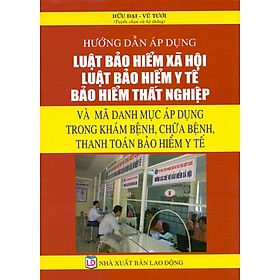 HỮU ĐẠI - VŨ TƯƠI
(Tuyển chọn và hệ thống)
HƯỚNG DẪN ÁP DỤNG
LUẬT BẢO HIỂM XÃ HỘI
LUẬT BẢO HIỂM Y TẾ
BẢO HIỂM THẤT NGHIỆP
VÀ MÃ DANH MỤC ÁP DỤNG
TRONG KHÁM BỆNH, CHỮA BỆNH,
THANH TOÁN BẢO HIỂM Y TẾ
LĐ NHÀ XUẤT BẢN LAO ĐỘNG